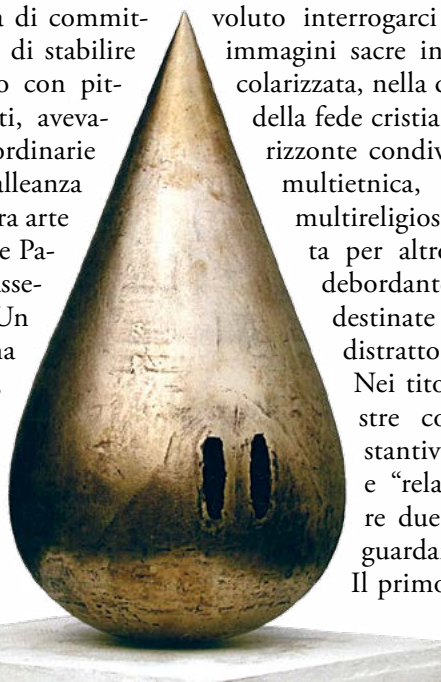 a di commit-
di stabilire
o con pit-
ti, aveva-
ordinarie
alleanza
ra arte
e Pa-
sse-
Un
na
voluto interrogarci
immagini sacre in
colarizzata, nella c
della fede cristia
rizzonte condiv
multietnica,
multireligios
ta per altro
debordante
destinate
distratto
Nei tito
stre co
stantiv
e “rela
re due
guarda
Il primo